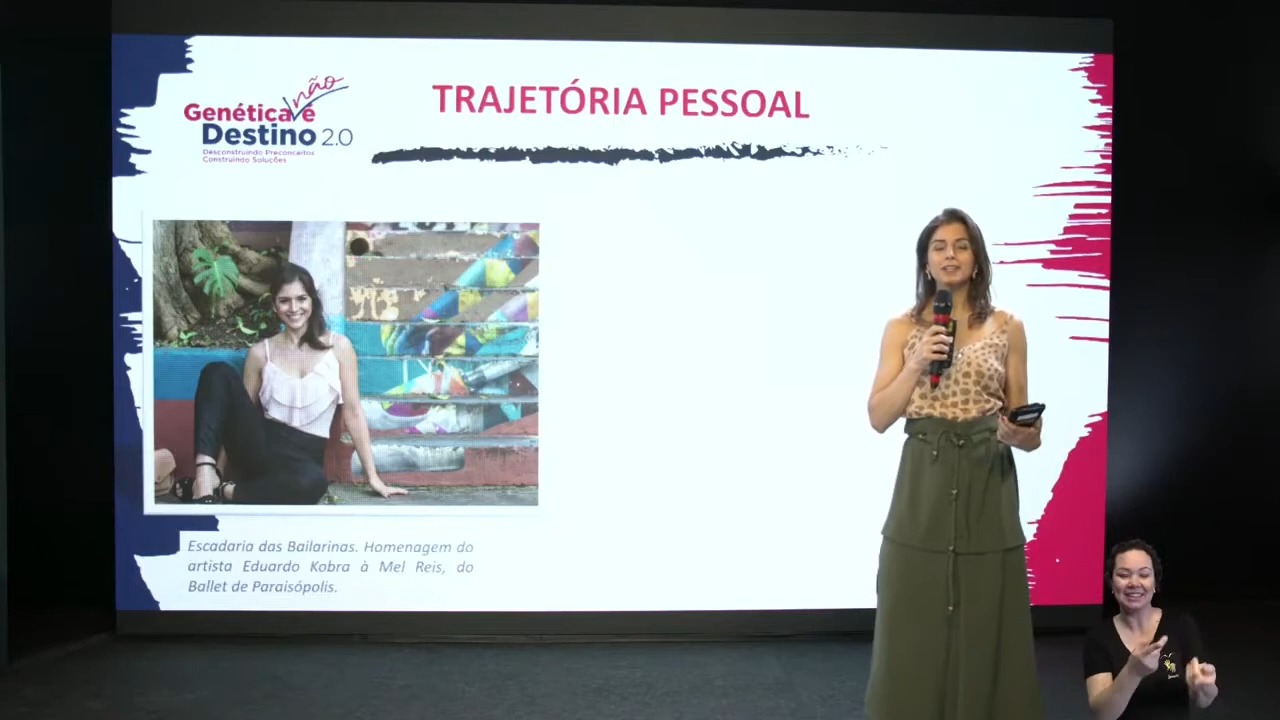 não
Genética é
Destino 2.0
Desconstruindo Preconceitos
Construindo Soluções
TRAJETÓRIA PESSOAL
Escadaria das Bailarinas. Homenagem do
artista Eduardo Kobra à Mel Reis, do
Ballet de Paraisópolis.